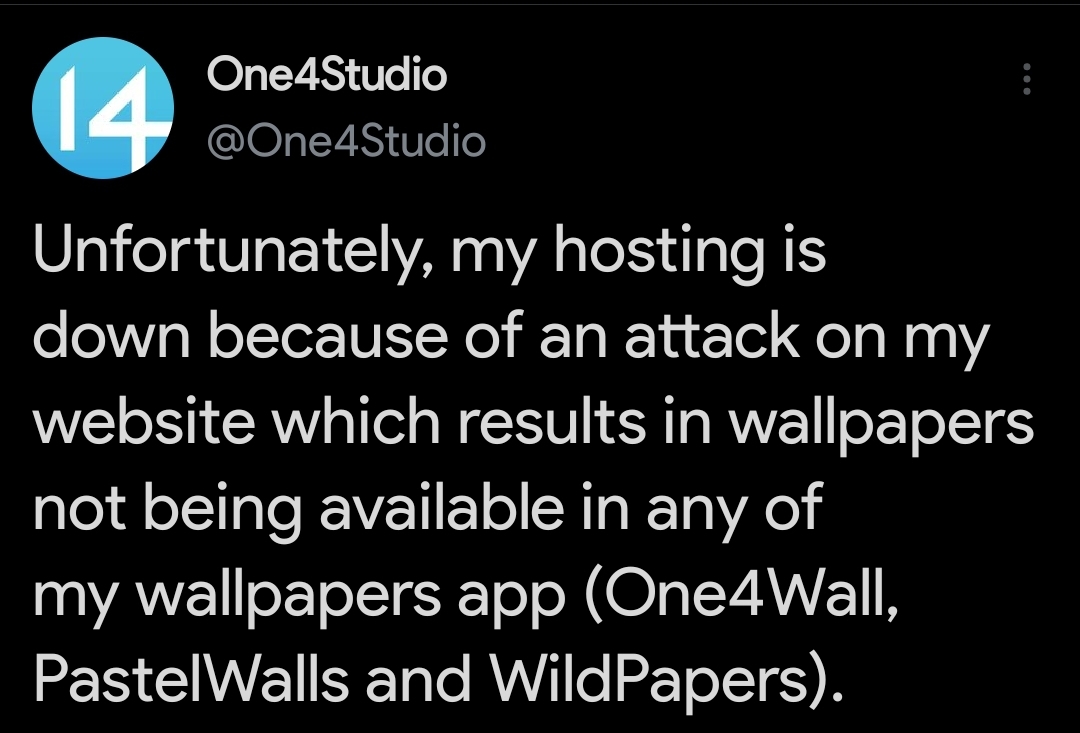 14
One4Studio
@One4Studio
Unfortunately, my hosting is
down because of an attack on my
website which results in wallpapers
not being available in any of
my wallpapers app (One4Wall,
PastelWalls and WildPapers).